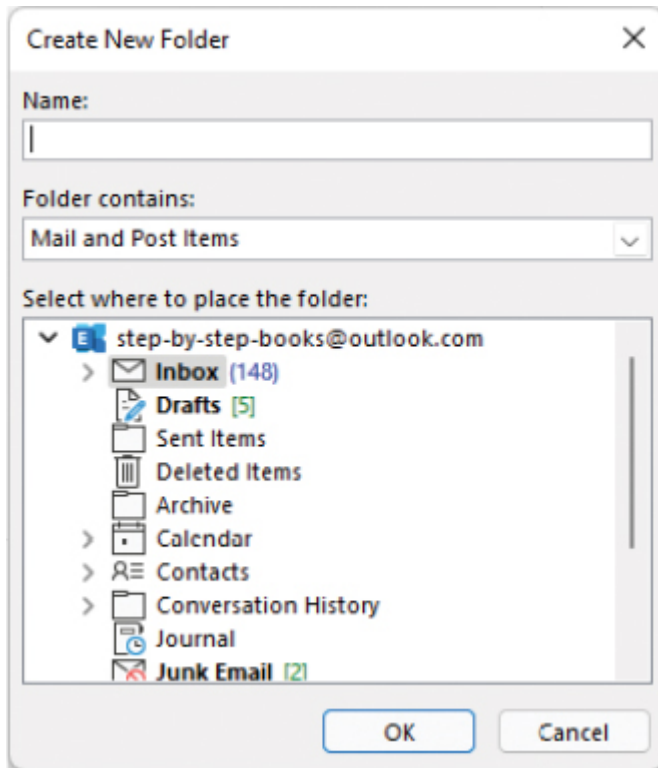 Create New Folder
Name:
Folder contains:
Mail and Post Items
Select where to place the folder:
E step-by-step-books@outlook.com
Inbox (148)
Drafts [5]
Sent Items
Deleted Items
Archive
Calendar
Contacts
Conversation History
Journal
Junk Email [2]
OK Cancel